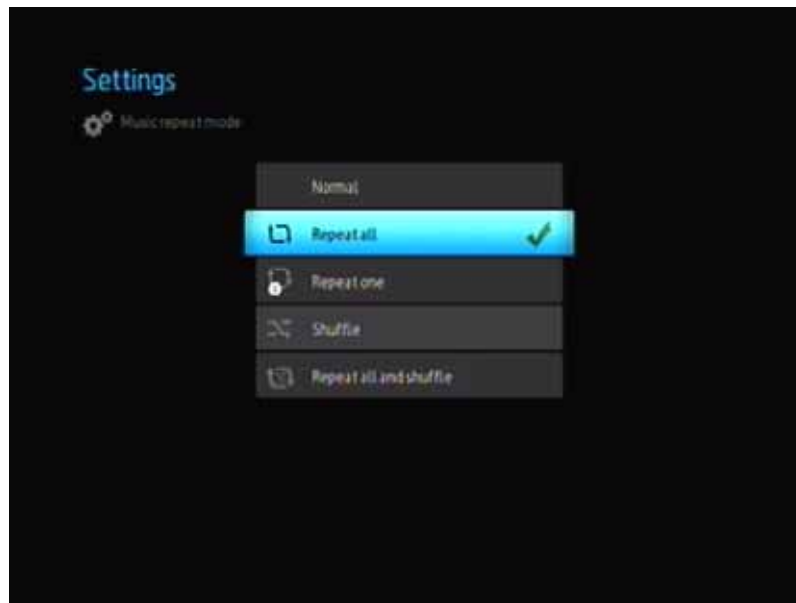 Settings
Music repeat mode
Normal
Repeat all
Repeat one
Shuffle
Repeat all and shuffle